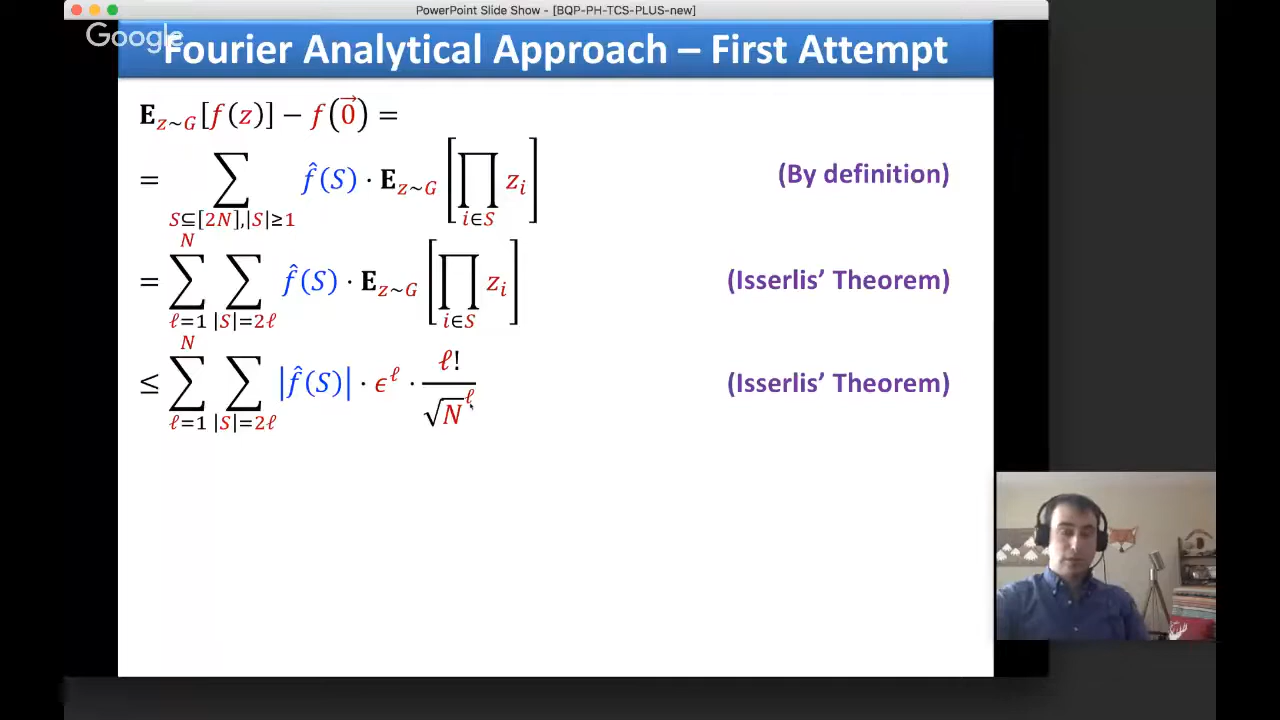 PowerPoint Slide Show - [BQP-PH-TCS-PLUS-new]
Google
Fourier Analytical Approach – First Attempt
𝐄_{z~G}[f(z)] − f(0⃗) =
= ∑_{S⊆[2N],|S|≥1} f̂(S) · 𝐄_{z~G}[∏_{i∈S} z_i] (By definition)
= ∑_{ℓ=1}^{N} ∑_{|S|=2ℓ} f̂(S) · 𝐄_{z~G}[∏_{i∈S} z_i] (Isserlis’ Theorem)
≤ ∑_{ℓ=1}^{N} ∑_{|S|=2ℓ} |f̂(S)| · ϵ^ℓ · ℓ!/√N^ℓ (Isserlis’ Theorem)